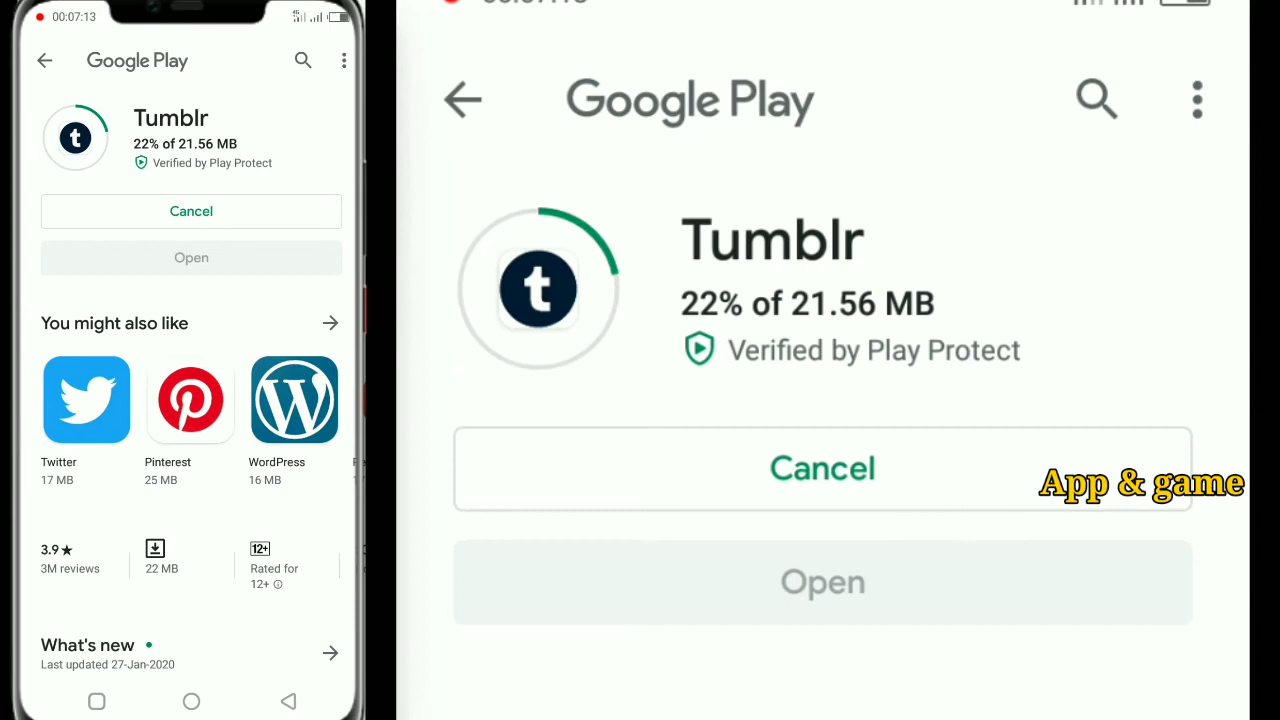 00:07:13
Google Play
Tumblr
22% of 21.56 MB
Verified by Play Protect
Cancel
Open
You might also like
Twitter
17 MB
Pinterest
25 MB
WordPress
16 MB
3.9★
3M reviews
22 MB
12+
Rated for
12+
What's new
Last updated 27-Jan-2020
Google Play
Tumblr
22% of 21.56 MB
Verified by Play Protect
Cancel
App & game
Open